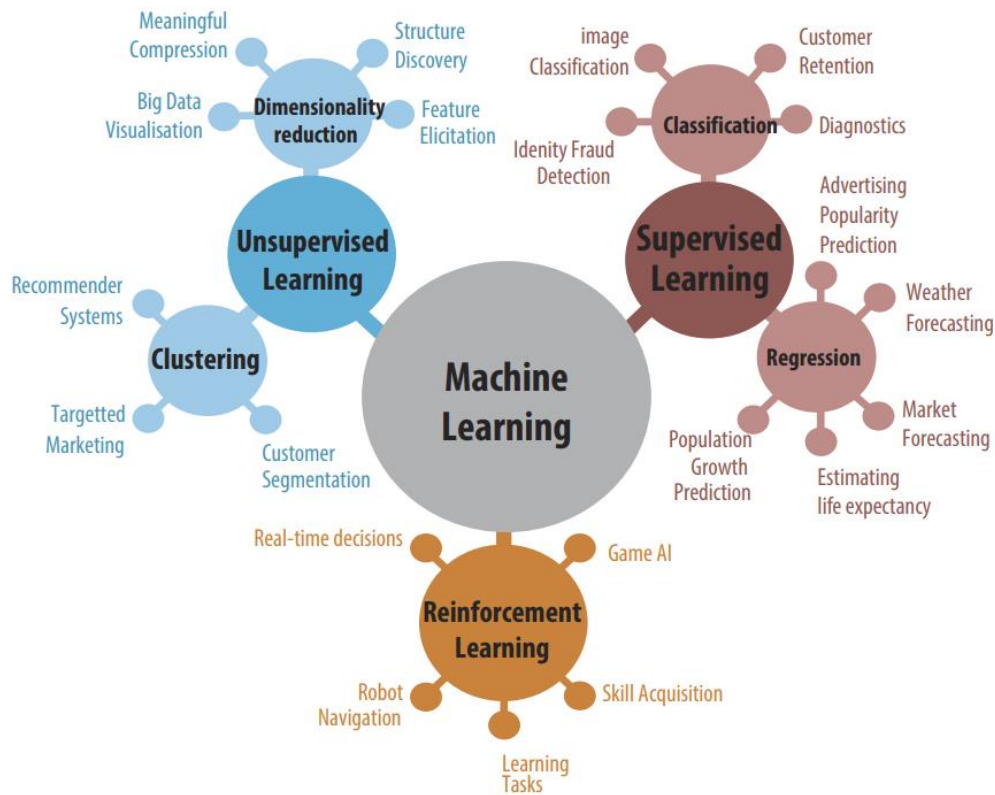 Meaningful
Compression
Structure
Discovery
Big Data
Visualisation
Dimensionality
reduction
Feature
Elicitation
image
Classification
Customer
Retention
Idenity Fraud
Detection
Classification
Diagnostics
Unsupervised
Learning
Supervised
Learning
Advertising
Popularity
Prediction
Recommender
Systems
Clustering
Targetted
Marketing
Customer
Segmentation
Machine
Learning
Weather
Forecasting
Regression
Market
Forecasting
Population
Growth
Prediction
Estimating
life expectancy
Real-time decisions
Game AI
Reinforcement
Learning
Robot
Navigation
Skill Acquisition
Learning
Tasks